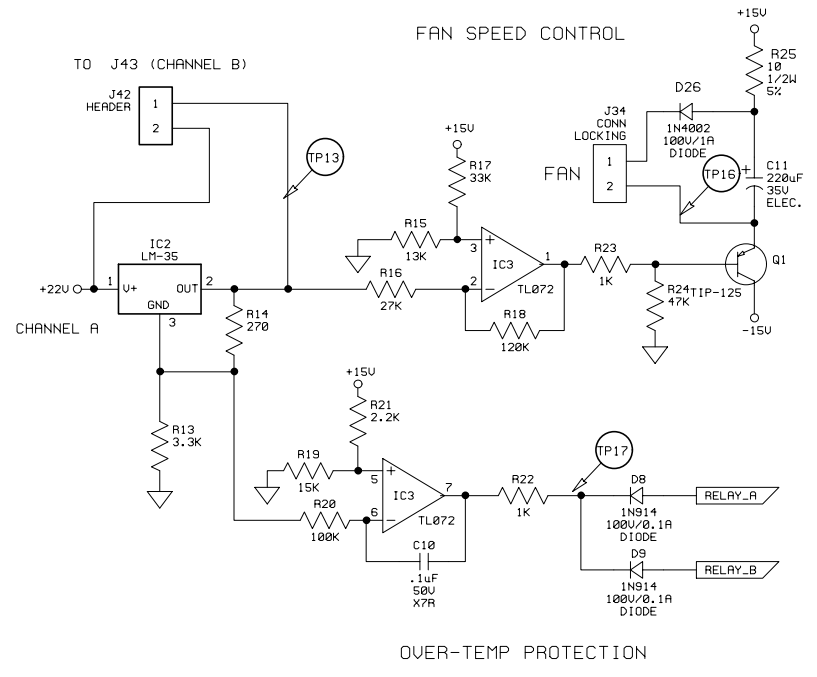 FAN SPEED CONTROL
+15V
R25
10
1/2W
5%
TO J43 (CHANNEL B)
J42
HEADER
1
2
D26
1N4002
100V/1A
DIODE
J34
CONN
LOCKING
FAN
1
2
TP13
+15V
R17
33K
TP16
+
C11
220uF
35V
ELEC.
R15
13K
IC2
LM-35
+22V
1
V+
OUT
2
GND
3
CHANNEL A
R14
270
R16
27K
3
+
2
-
IC3
1
TL072
R18
120K
R23
1K
R24
47K
Q1
TIP-125
-15V
R13
3.3K
+15V
R21
2.2K
R19
15K
5
+
6
-
IC3
7
TL072
R20
100K
C10
.1uF
50V
X7R
R22
1K
TP17
D8
1N914
100V/0.1A
DIODE
RELAY_A
D9
1N914
100V/0.1A
DIODE
RELAY_B
OVER-TEMP PROTECTION